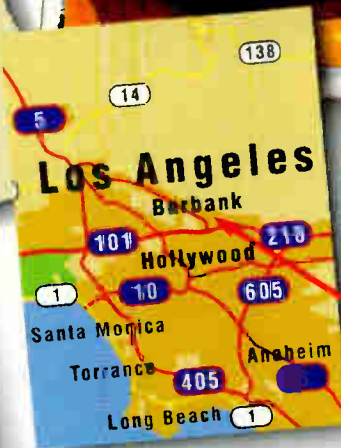 138
14
5
Los Angeles
Burbank
101
210
Hollywood
1
10
605
Santa Monica
Torrance
Anaheim
405
Long Beach
1